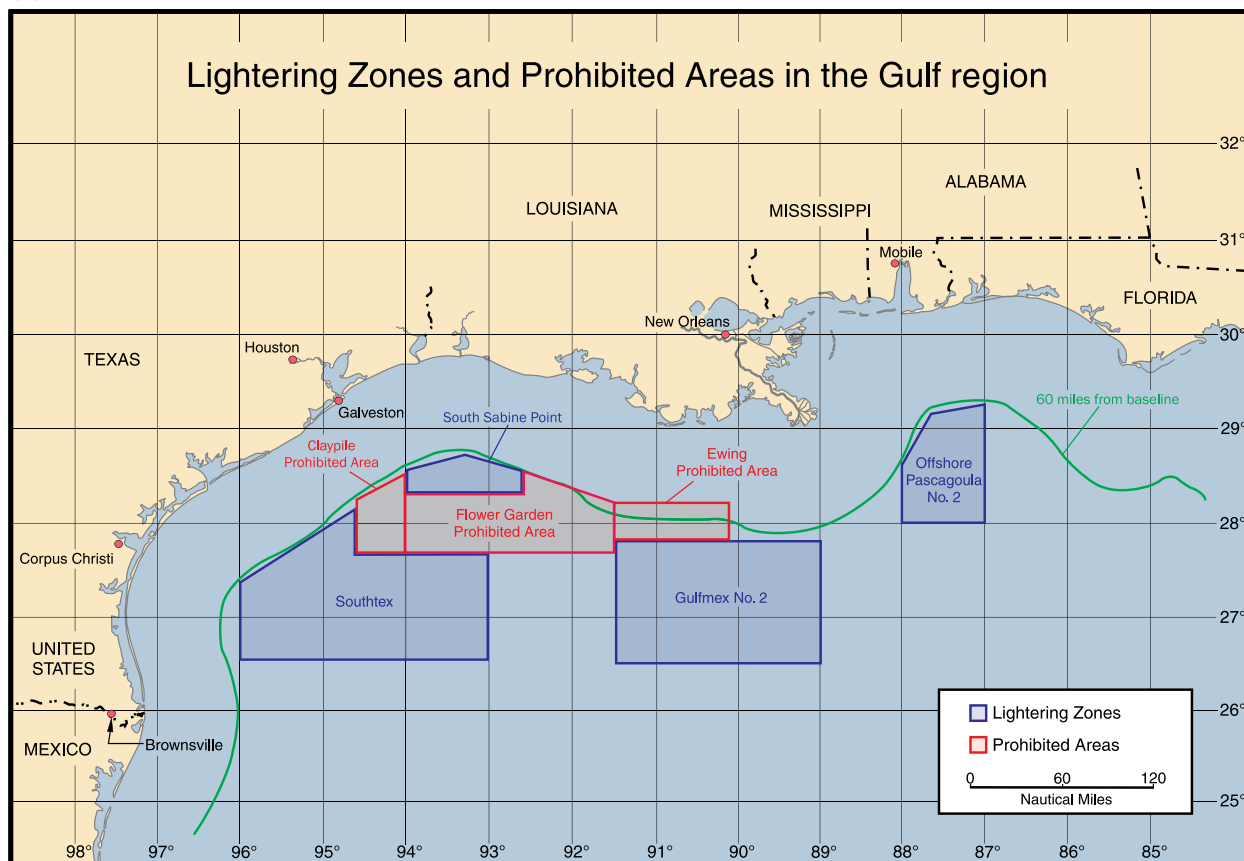 Lightering Zones and Prohibited Areas in the Gulf region
32°
ALABAMA
LOUISIANA
MISSISSIPPI
31°
Mobile
FLORIDA
New Orleans
30°
Houston
TEXAS
Galveston
60 miles from baseline
South Sabine Point
29°
Claypile
Prohibited Area
Ewing
Prohibited Area
Offshore
Pascagoula
No. 2
Flower Garden
Prohibited Area
28°
Corpus Christi
Southtex
Gulfmex No. 2
27°
UNITED
STATES
26°
MEXICO
Brownsville
Lightering Zones
Prohibited Areas
0 60 120
Nautical Miles
25°
98° 97° 96° 95° 94° 93° 92° 91° 90° 89° 88° 87° 86° 85°